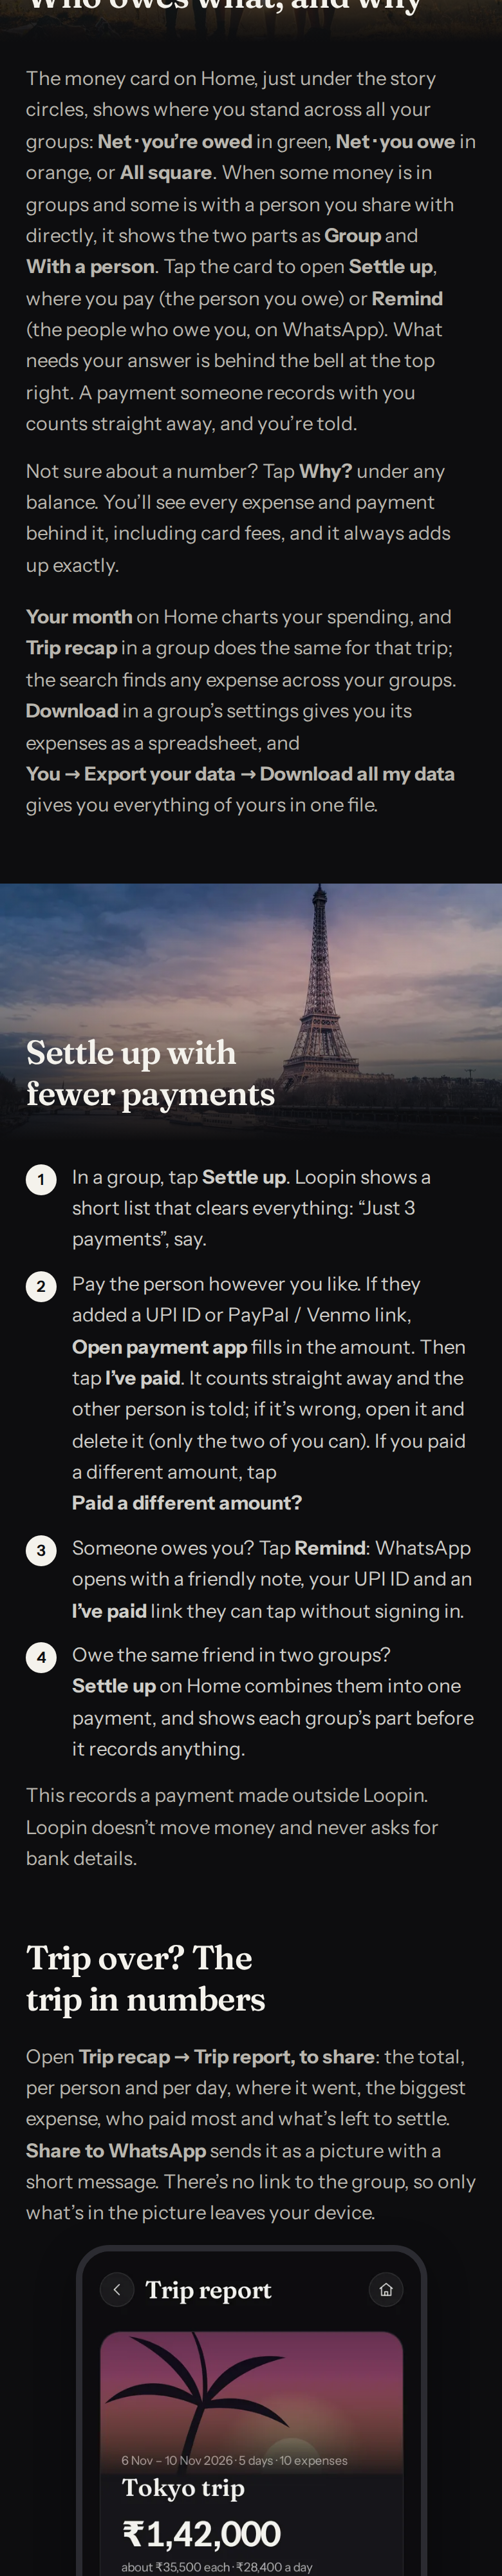 Who owes what, and why
The money card on Home, just under the story
circles, shows where you stand across all your
groups: Net · you’re owed in green, Net · you owe in
orange, or All square. When some money is in
groups and some is with a person you share with
directly, it shows the two parts as Group and
With a person. Tap the card to open Settle up,
where you pay (the person you owe) or Remind
(the people who owe you, on WhatsApp). What
needs your answer is behind the bell at the top
right. A payment someone records with you
counts straight away, and you’re told.
Not sure about a number? Tap Why? under any
balance. You’ll see every expense and payment
behind it, including card fees, and it always adds
up exactly.
Your month on Home charts your spending, and
Trip recap in a group does the same for that trip;
the search finds any expense across your groups.
Download in a group’s settings gives you its
expenses as a spreadsheet, and
You → Export your data → Download all my data
gives you everything of yours in one file.
Settle up with
fewer payments
1 In a group, tap Settle up. Loopin shows a
short list that clears everything: “Just 3
payments”, say.
2 Pay the person however you like. If they
added a UPI ID or PayPal / Venmo link,
Open payment app fills in the amount. Then
tap I’ve paid. It counts straight away and the
other person is told; if it’s wrong, open it and
delete it (only the two of you can). If you paid
a different amount, tap
Paid a different amount?
3 Someone owes you? Tap Remind: WhatsApp
opens with a friendly note, your UPI ID and an
I’ve paid link they can tap without signing in.
4 Owe the same friend in two groups?
Settle up on Home combines them into one
payment, and shows each group’s part before
it records anything.
This records a payment made outside Loopin.
Loopin doesn’t move money and never asks for
bank details.
Trip over? The
trip in numbers
Open Trip recap → Trip report, to share: the total,
per person and per day, where it went, the biggest
expense, who paid most and what’s left to settle.
Share to WhatsApp sends it as a picture with a
short message. There’s no link to the group, so only
what’s in the picture leaves your device.
Trip report
6 Nov – 10 Nov 2026 · 5 days · 10 expenses
Tokyo trip
₹1,42,000
about ₹35,500 each · ₹28,400 a day